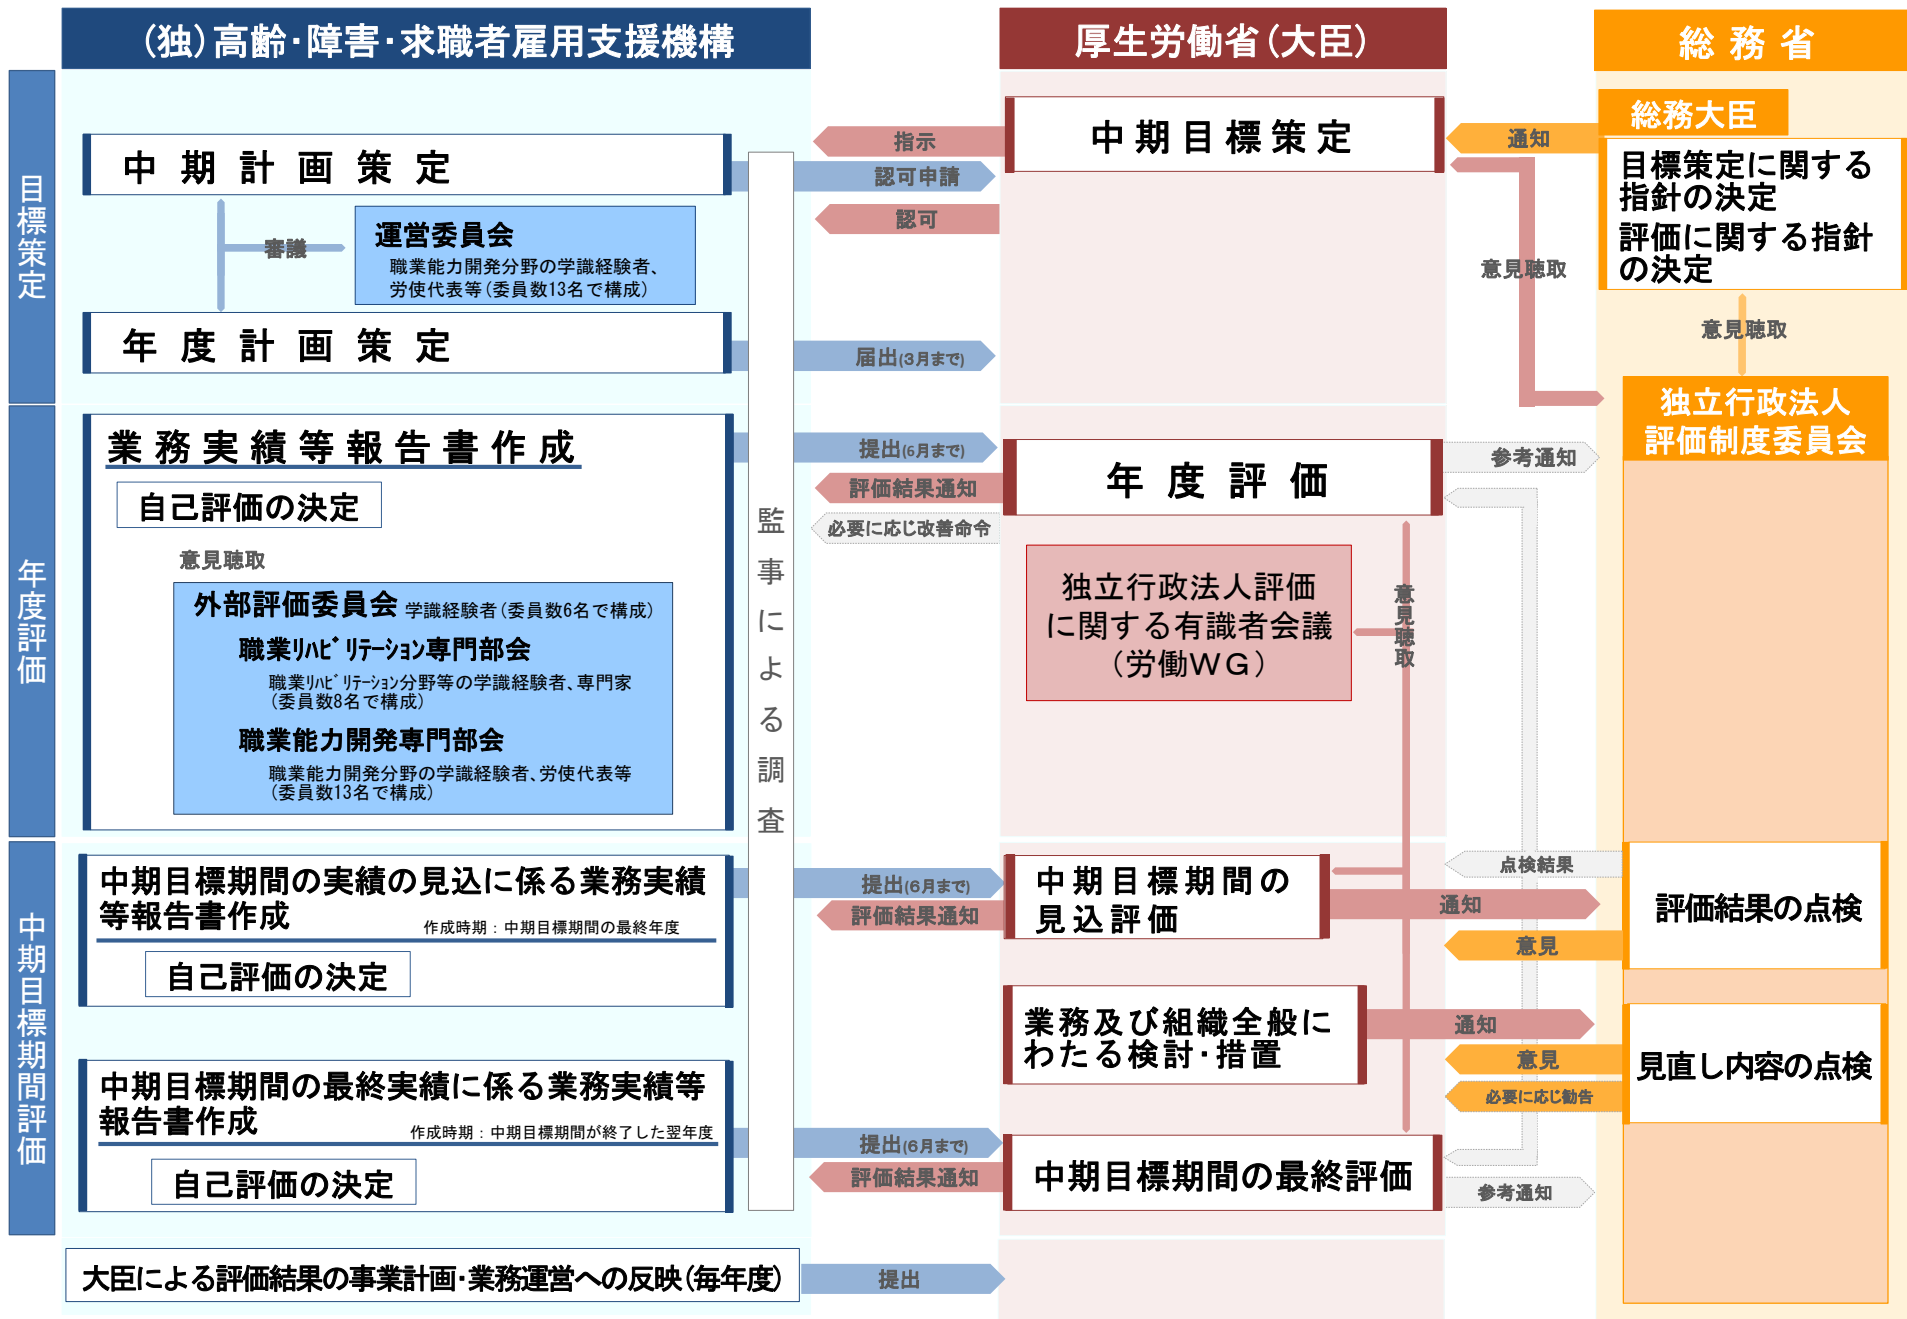 (独)高齢・障害・求職者雇用支援機構
厚生労働省(大臣)
総務省
目標策定
中期計画策定
審議
運営委員会
職業能力開発分野の学識経験者、
労使代表等(委員数13名で構成)
年度計画策定
指示
認可申請
認可
届出(3月まで)
中期目標策定
通知
意見聴取
総務大臣
目標策定に関する
指針の決定
評価に関する指針
の決定
意見聴取
独立行政法人
評価制度委員会
年度評価
業務実績等報告書作成
自己評価の決定
意見聴取
外部評価委員会 学識経験者(委員数6名で構成)
職業リハビリテーション専門部会
職業リハビリテーション分野等の学識経験者、専門家
(委員数8名で構成)
職業能力開発専門部会
職業能力開発分野の学識経験者、労使代表等
(委員数13名で構成)
監事による調査
提出(6月まで)
評価結果通知
必要に応じ改善命令
年度評価
参考通知
独立行政法人評価
に関する有識者会議
(労働WG)
意見聴取
中期目標期間評価
中期目標期間の実績の見込に係る業務実績
等報告書作成
作成時期:中期目標期間の最終年度
自己評価の決定
提出(6月まで)
評価結果通知
中期目標期間の
見込評価
点検結果
通知
意見
評価結果の点検
業務及び組織全般に
わたる検討・措置
通知
意見
必要に応じ勧告
見直し内容の点検
中期目標期間の最終実績に係る業務実績等
報告書作成
作成時期:中期目標期間が終了した翌年度
自己評価の決定
提出(6月まで)
評価結果通知
中期目標期間の最終評価
参考通知
大臣による評価結果の事業計画・業務運営への反映(毎年度)
提出